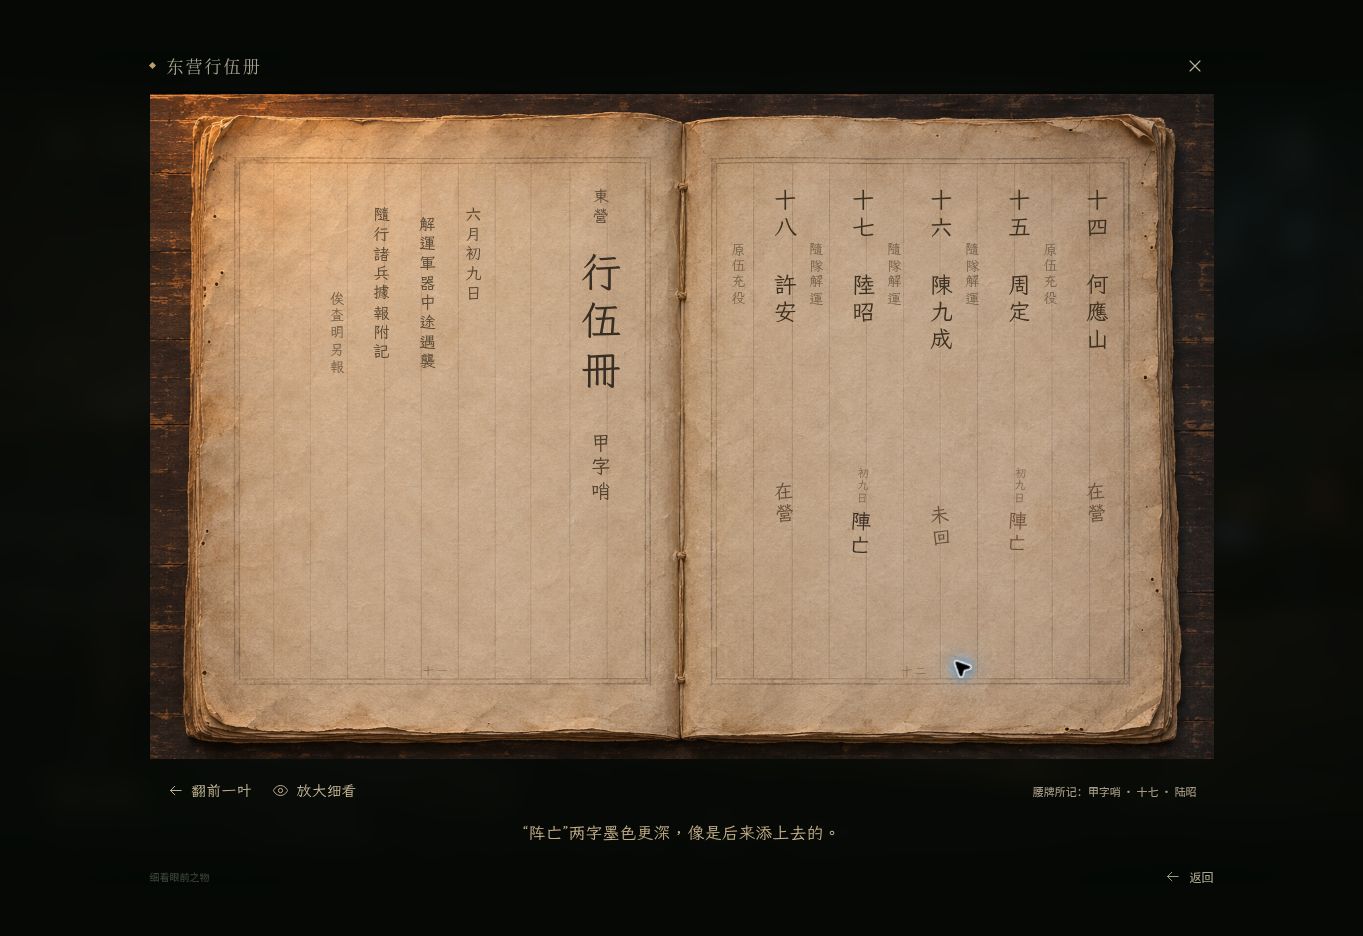 东营行伍册
十四 何應山 在營
原伍充役
十五 周定 初九日 陣亡
隨隊解運
十六 陳九成 未回
隨隊解運
十七 陸昭 初九日 陣亡
隨隊解運
十八 許安 在營
原伍充役
十二
東營 行伍冊 甲字哨
六月初九日
解運軍器中途遇襲
隨行諸兵據報附記
俟查明另報
十一
翻前一叶
放大细看
腰牌所记：甲字哨 · 十七 · 陆昭
“阵亡”两字墨色更深，像是后来添上去的。
细看眼前之物
返回